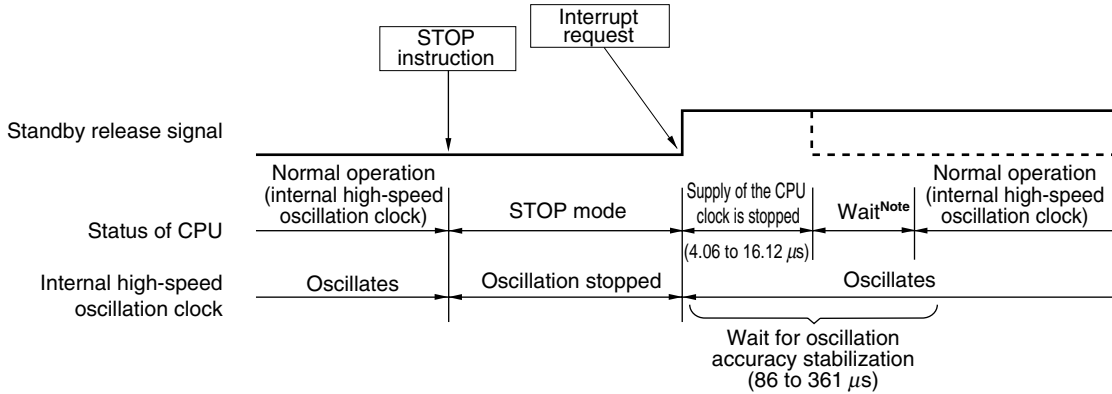 Interrupt
request
STOP
instruction
Standby release signal
Normal operation
(internal high-speed
oscillation clock)
STOP mode
Supply of the CPU
clock is stopped
(4.06 to 16.12 μs)
WaitNote
Normal operation
(internal high-speed
oscillation clock)
Status of CPU
Internal high-speed
oscillation clock
Oscillates
Oscillation stopped
Oscillates
Wait for oscillation
accuracy stabilization
(86 to 361 μs)